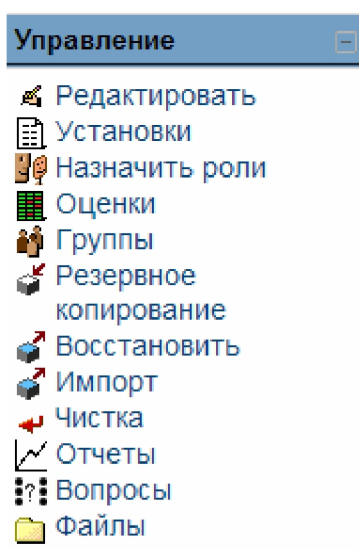 Управление
Редактировать
Установки
Назначить роли
Оценки
Группы
Резервное
копирование
Восстановить
Импорт
Чистка
Отчеты
Вопросы
Файлы